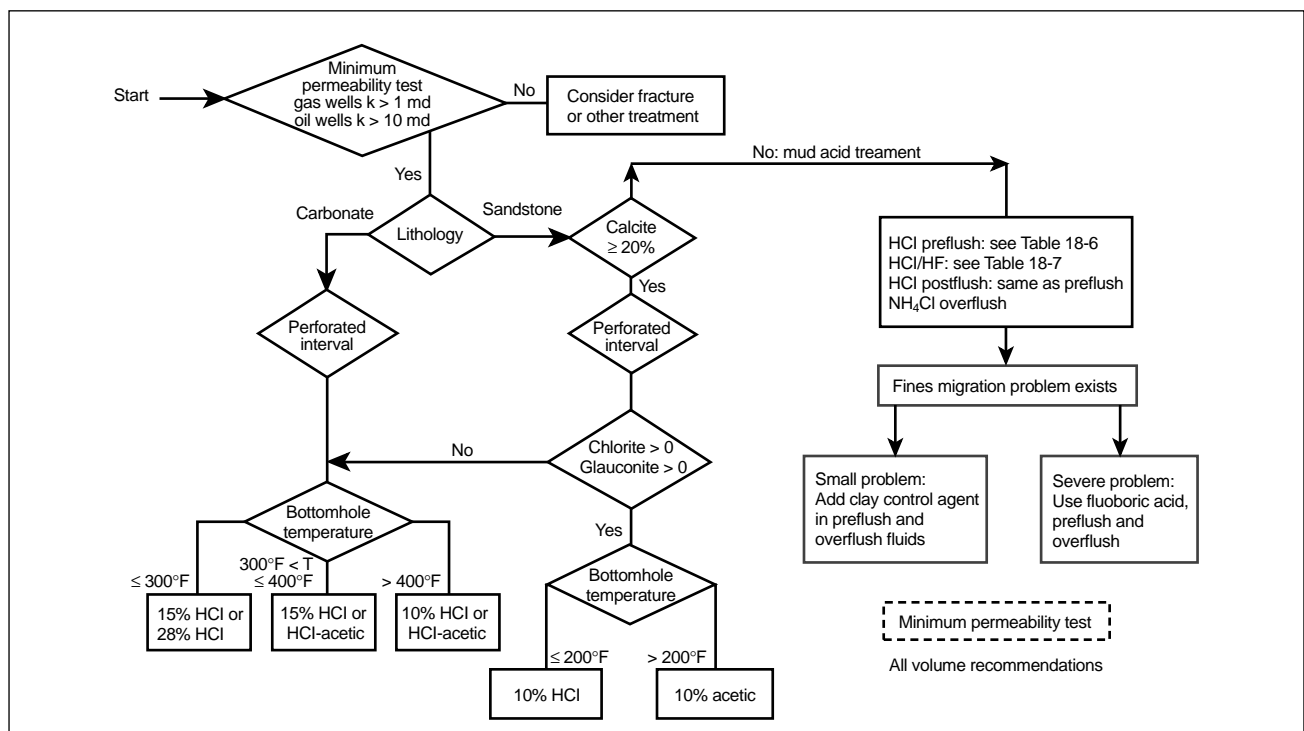 Start
Minimum
permeability test
gas wells k > 1 md
oil wells k > 10 md
No
Consider fracture
or other treatment
Yes
No: mud acid treament
Carbonate
Lithology
Sandstone
Calcite
≥ 20%
Yes
HCl preflush: see Table 18-6
HCl/HF: see Table 18-7
HCl postflush: same as preflush
NH₄Cl overflush
Perforated
interval
Perforated
interval
Fines migration problem exists
No
Chlorite > 0
Glauconite > 0
Small problem:
Add clay control agent
in preflush and
overflush fluids
Severe problem:
Use fluoboric acid,
preflush and
overflush
Bottomhole
temperature
Yes
≤ 300°F
300°F < T
≤ 400°F
> 400°F
15% HCl or
28% HCl
15% HCl or
HCl-acetic
10% HCl or
HCl-acetic
Bottomhole
temperature
≤ 200°F
> 200°F
10% HCl
10% acetic
Minimum permeability test
All volume recommendations